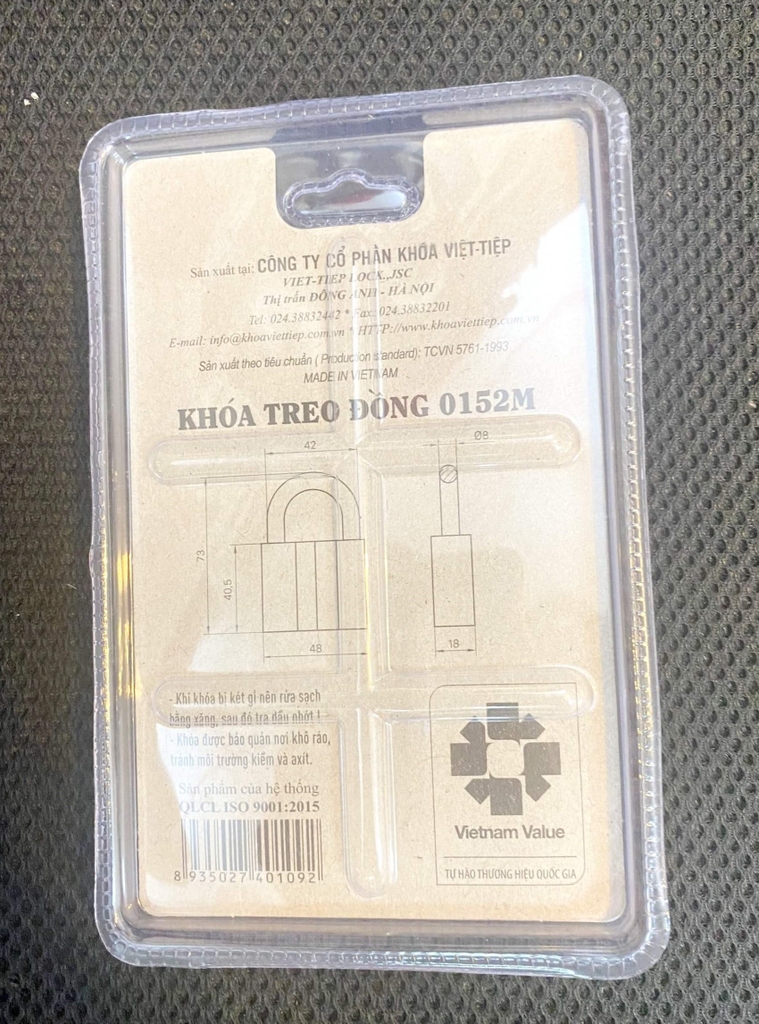 Sản xuất tại: CÔNG TY CỔ PHẦN KHÓA VIỆT-TIỆP
VIET-TIEP LOCK.,JSC
Thị trấn ĐÔNG ANH - HÀ NỘI
Tel: 024.38832442 * Fax: 024.38832201
E-mail: info@khoaviettiep.com.vn * HTTP://www.khoaviettiep.com.vn
Sản xuất theo tiêu chuẩn ( Production standard): TCVN 5761-1993
MADE IN VIETNAM
KHÓA TREO ĐỒNG 0152M
42
Ø8
73
40,5
48
18
- Khi khóa bị két gỉ nên rửa sạch
bằng xăng, sau đó tra dầu nhớt !
- Khóa được bảo quản nơi khô ráo,
tránh môi trường kiềm và axít.
Sản phẩm của hệ thống
QLCL ISO 9001:2015
8 935027 401092
Vietnam Value
TỰ HÀO THƯƠNG HIỆU QUỐC GIA